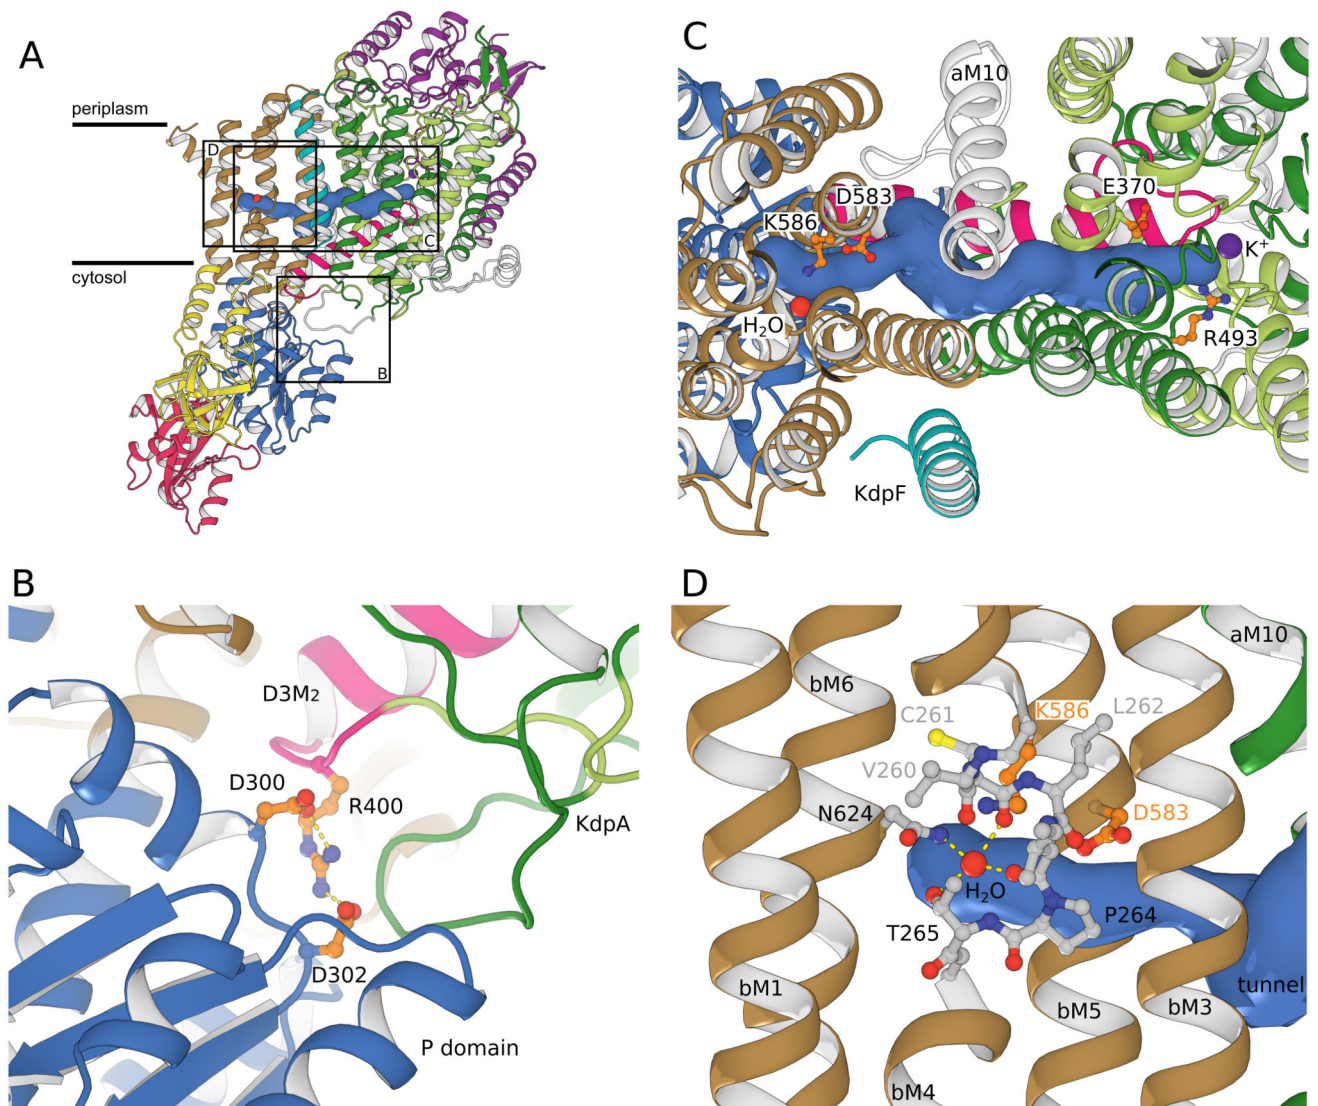 A
periplasm
D
C
cytosol
B
C
aM10
D583
E370
K586
K⁺
H₂O
R493
KdpF
B
D3M₂
D300
R400
KdpA
D302
P domain
D
aM10
bM6
C261
K586
L262
V260
N624
D583
H₂O
P264
T265
tunnel
bM1
bM5
bM3
bM4